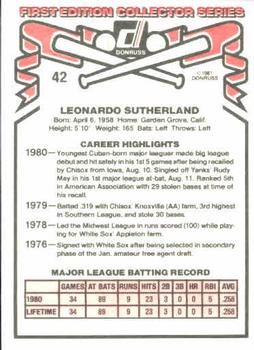 FIRST EDITION COLLECTOR SERIES
DONRUSS
42
© 1981
DONRUSS
LEONARDO SUTHERLAND
Born: April 6, 1958 Home: Garden Grove, Calif.
Height: 5'10' Weight: 165 Bats: Left Throws: Left
CAREER HIGHLIGHTS
1980— Youngest Cuban-born major leaguer made big league
debut and hit safely in his 1st 5 games after being recalled
by Chisox from Iowa, Aug. 10. Singled off Yanks' Rudy
May in his 1st major league at-bat, Aug. 11. Ranked 5th
in American Association with 29 stolen bases at time of
his recall.
1979— Batted .319 with Chisox' Knoxville (AA) farm, 3rd highest
in Southern League, and stole 30 bases.
1978— Led the Midwest League in runs scored (100) while play-
ing for White Sox' Appleton farm.
1976— Signed with White Sox after being selected in secondary
phase of the Jan. amateur free agent draft.
MAJOR LEAGUE BATTING RECORD
GAMES AT BATS RUNS HITS 2B 3B HR RBI AVG
1980 34 89 9 23 3 0 0 5 .258
LIFETIME 34 89 9 23 3 0 0 5 .258